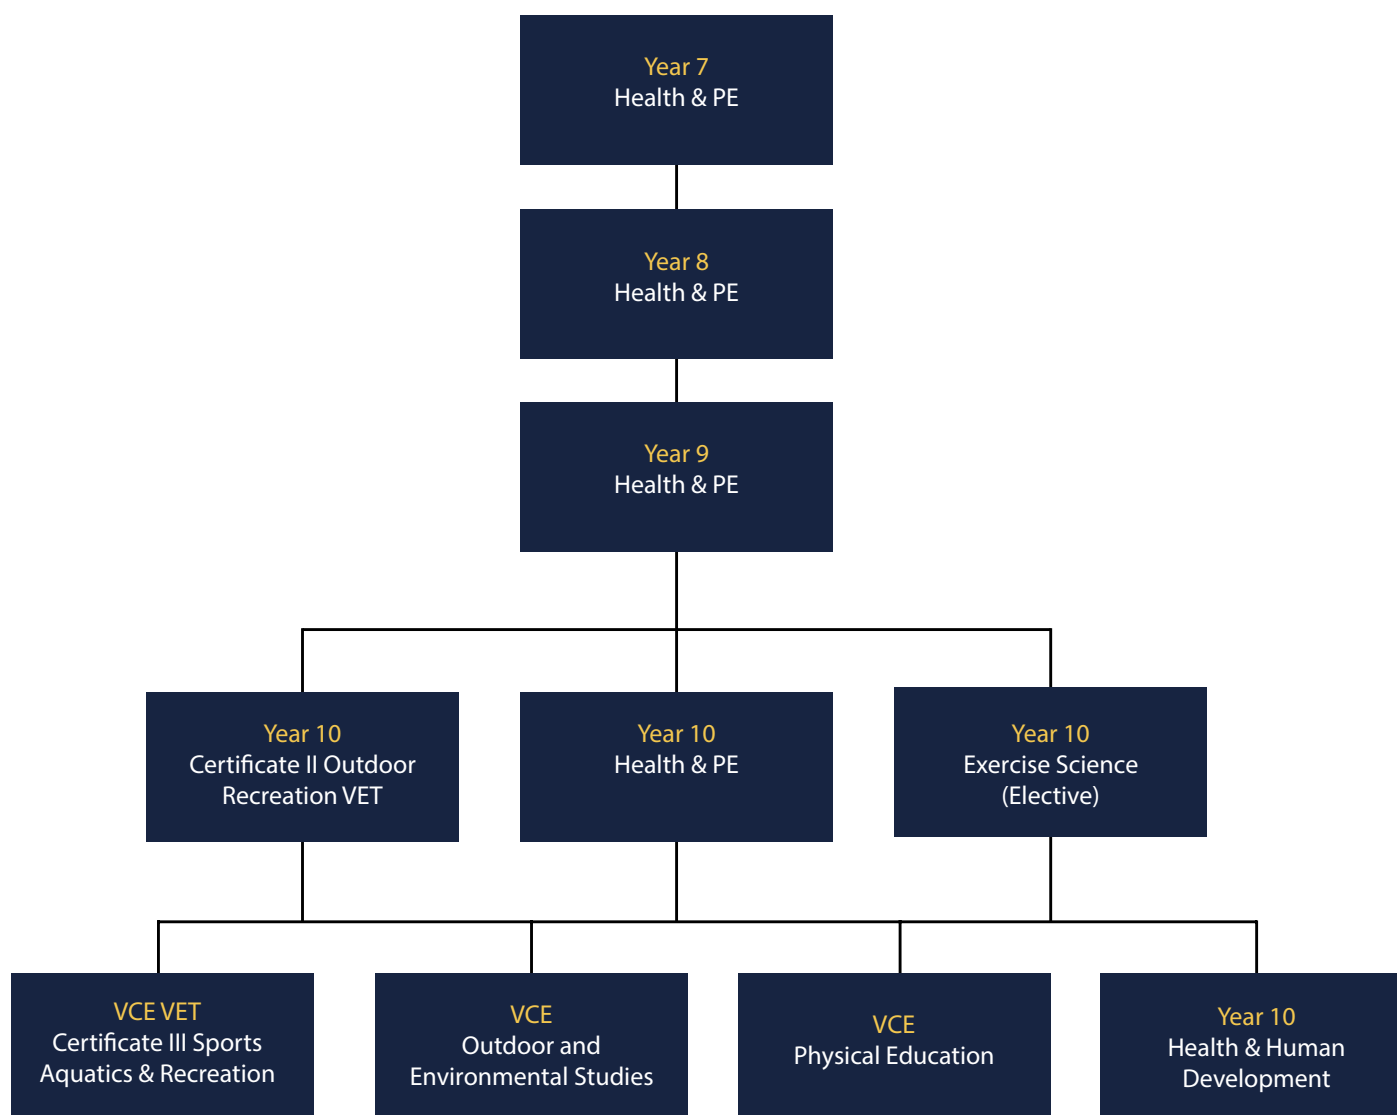 Year 7
Health & PE
Year 8
Health & PE
Year 9
Health & PE
Year 10
Certificate II Outdoor
Recreation VET
Year 10
Health & PE
Year 10
Exercise Science
(Elective)
VCE VET
Certificate III Sports
Aquatics & Recreation
VCE
Outdoor and
Environmental Studies
VCE
Physical Education
Year 10
Health & Human
Development